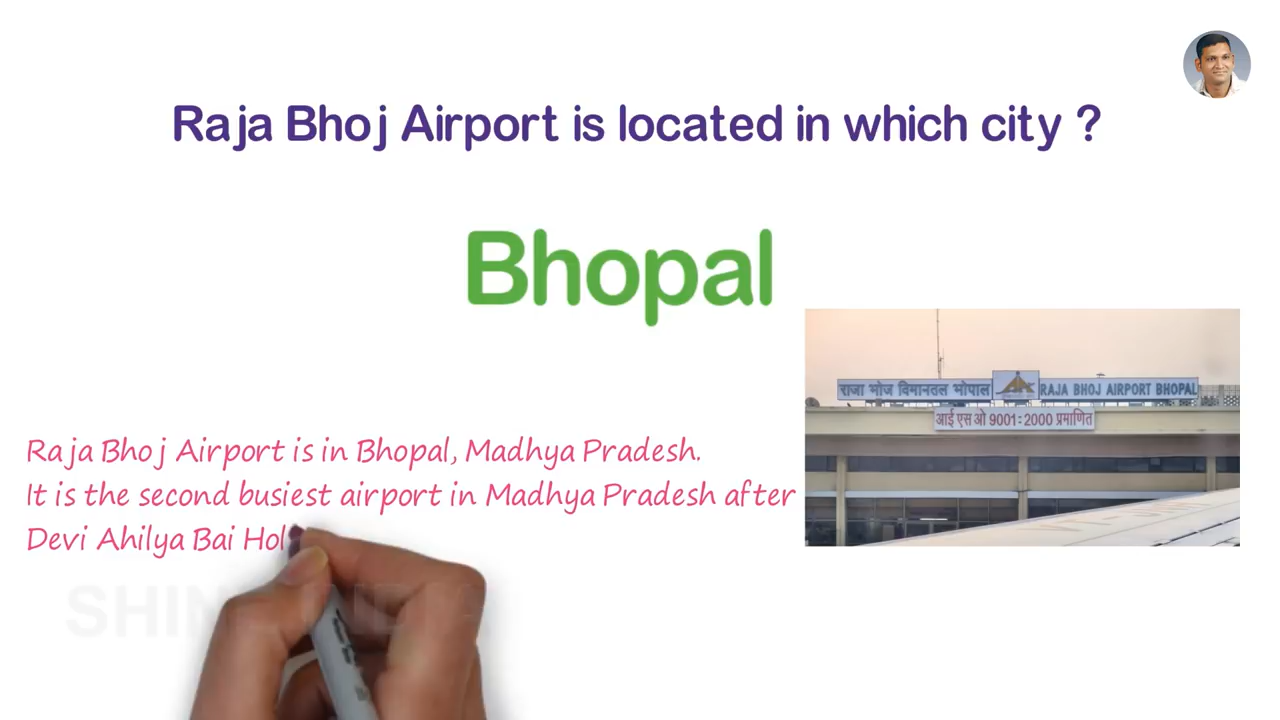 Raja Bhoj Airport is located in which city ?
Bhopal
राजा भोज विमानतल भोपाल RAJA BHOJ AIRPORT BHOPAL
आई एस ओ 9001:2000 प्रमाणित
Raja Bhoj Airport is in Bhopal, Madhya Pradesh.
It is the second busiest airport in Madhya Pradesh after
Devi Ahilya Bai Hol